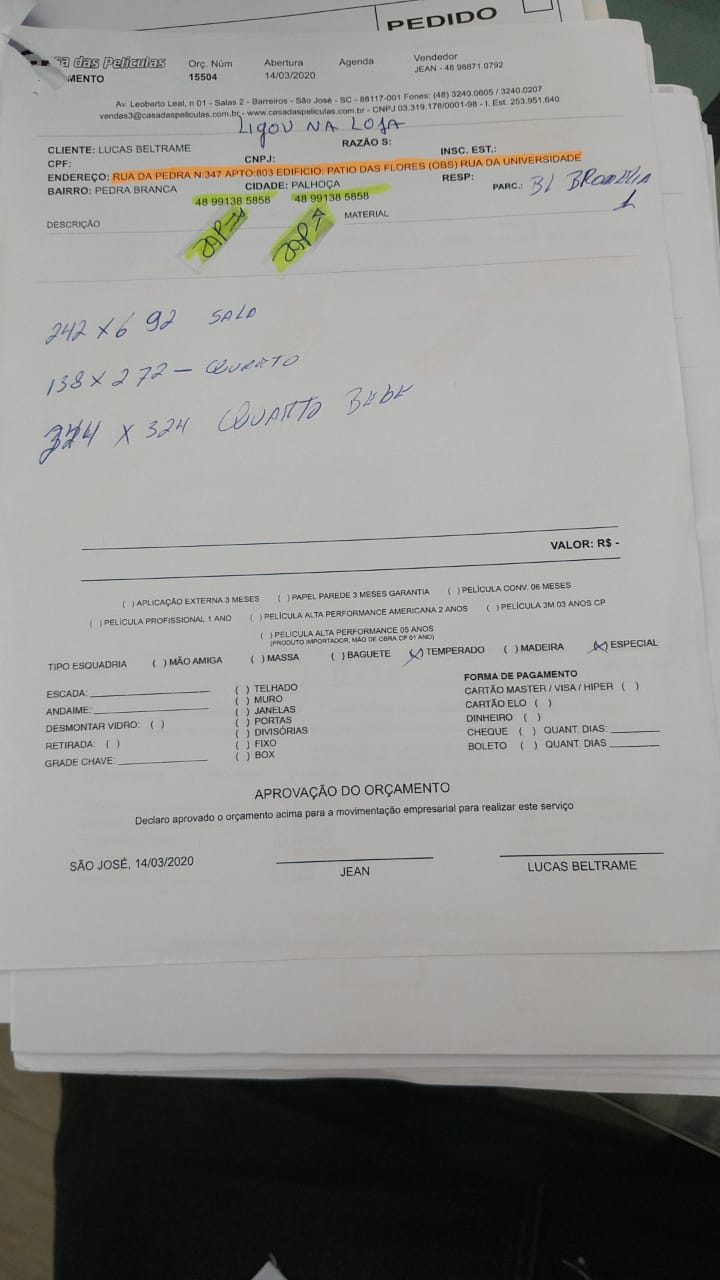 PEDIDO
sa das Películas
MENTO
Orç. Núm
15504
Abertura
14/03/2020
Agenda
Vendedor
JEAN - 48 98871 0792
Av. Leoberto Leal, n 01 - Salas 2 - Barreiros - São José - SC - 88117-001 Fones: (48) 3240.0605 / 3240.0207
vendas3@casadaspeliculas.com.br - www.casadaspeliculas.com.br - CNPJ 03.319.178/0001-98 - I. Est. 253.951.640
LIGOU NA LOJA
CLIENTE: LUCAS BELTRAME RAZÃO S:
CPF: CNPJ: INSC. EST.:
ENDEREÇO: RUA DA PEDRA N:347 APTO:803 EDIFICIO: PATIO DAS FLORES (OBS) RUA DA UNIVERSIDADE
BAIRRO: PEDRA BRANCA CIDADE: PALHOÇA RESP: PARC.: BL
1
48 99138 5858 48 99138 5858
DESCRIÇÃO MATERIAL
242 X 6 92 SALA
138 X 272 - QUARTO
X 324 QUARTO BEBE
VALOR: R$ -
( ) APLICAÇÃO EXTERNA 3 MESES ( ) PAPEL PAREDE 3 MESES GARANTIA ( ) PELÍCULA CONV. 06 MESES
( ) PELÍCULA PROFISSIONAL 1 ANO ( ) PELÍCULA ALTA PERFORMANCE AMERICANA 2 ANOS ( ) PELÍCULA 3M 03 ANOS CP
( ) PELÍCULA ALTA PERFORMANCE 05 ANOS
(PRODUTO IMPORTADOR, MÃO DE OBRA CP 01 ANO)
TIPO ESQUADRIA ( ) MÃO AMIGA ( ) MASSA ( ) BAGUETE (X) TEMPERADO ( ) MADEIRA (X) ESPECIAL
ESCADA:
ANDAIME:
DESMONTAR VIDRO: ( )
RETIRADA: ( )
GRADE CHAVE:
( ) TELHADO
( ) MURO
( ) JANELAS
( ) PORTAS
( ) DIVISÓRIAS
( ) FIXO
( ) BOX
FORMA DE PAGAMENTO
CARTÃO MASTER / VISA / HIPER ( )
CARTÃO ELO ( )
DINHEIRO ( )
CHEQUE ( ) QUANT. DIAS:
BOLETO ( ) QUANT. DIAS
APROVAÇÃO DO ORÇAMENTO
Declaro aprovado o orçamento acima para a movimentação empresarial para realizar este serviço
SÃO JOSÉ, 14/03/2020
JEAN
LUCAS BELTRAME